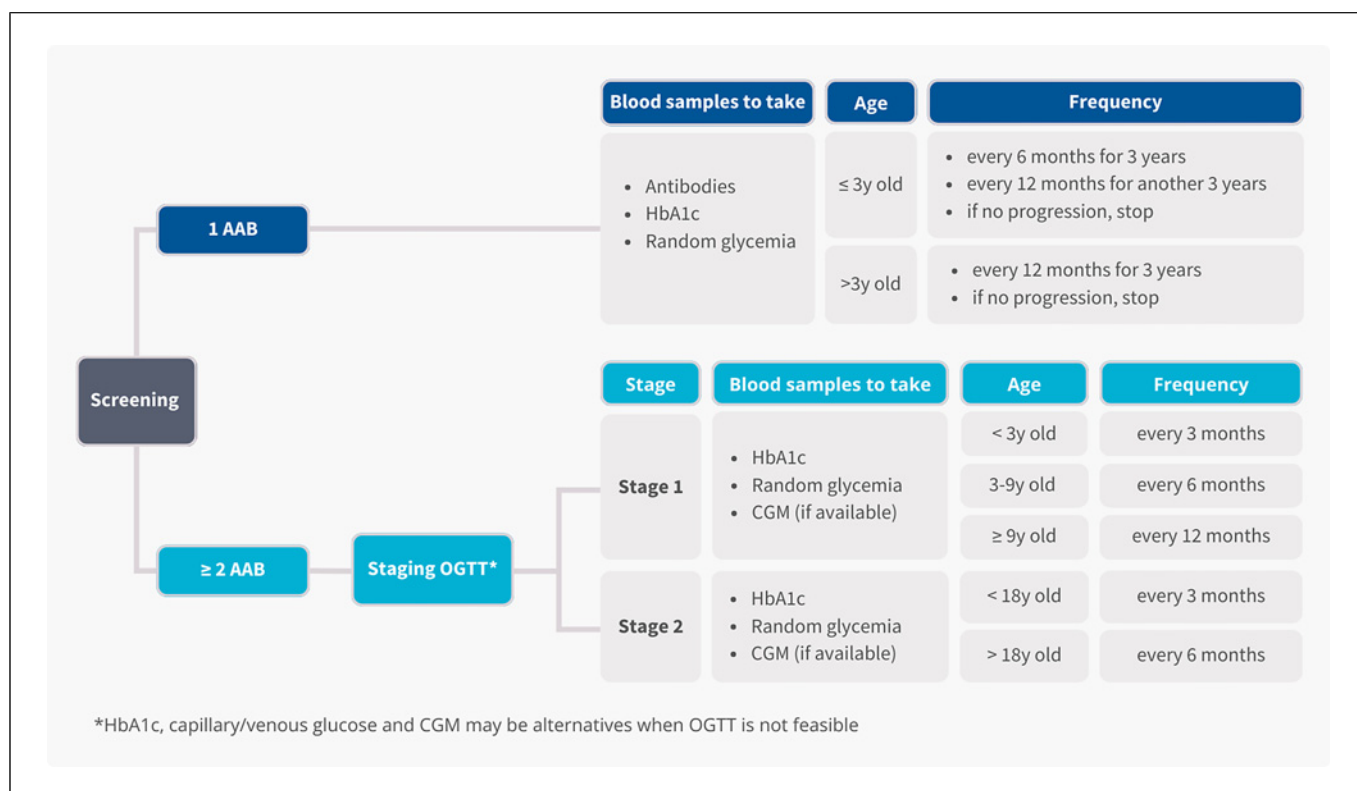 Blood samples to take
Age
Frequency
• Antibodies
• HbA1c
• Random glycemia
≤ 3y old
• every 6 months for 3 years
• every 12 months for another 3 years
• if no progression, stop
>3y old
• every 12 months for 3 years
• if no progression, stop
1 AAB
Screening
≥ 2 AAB
Staging OGTT*
Stage
Blood samples to take
Age
Frequency
Stage 1
• HbA1c
• Random glycemia
• CGM (if available)
< 3y old
every 3 months
3-9y old
every 6 months
≥ 9y old
every 12 months
Stage 2
• HbA1c
• Random glycemia
• CGM (if available)
< 18y old
every 3 months
> 18y old
every 6 months
*HbA1c, capillary/venous glucose and CGM may be alternatives when OGTT is not feasible